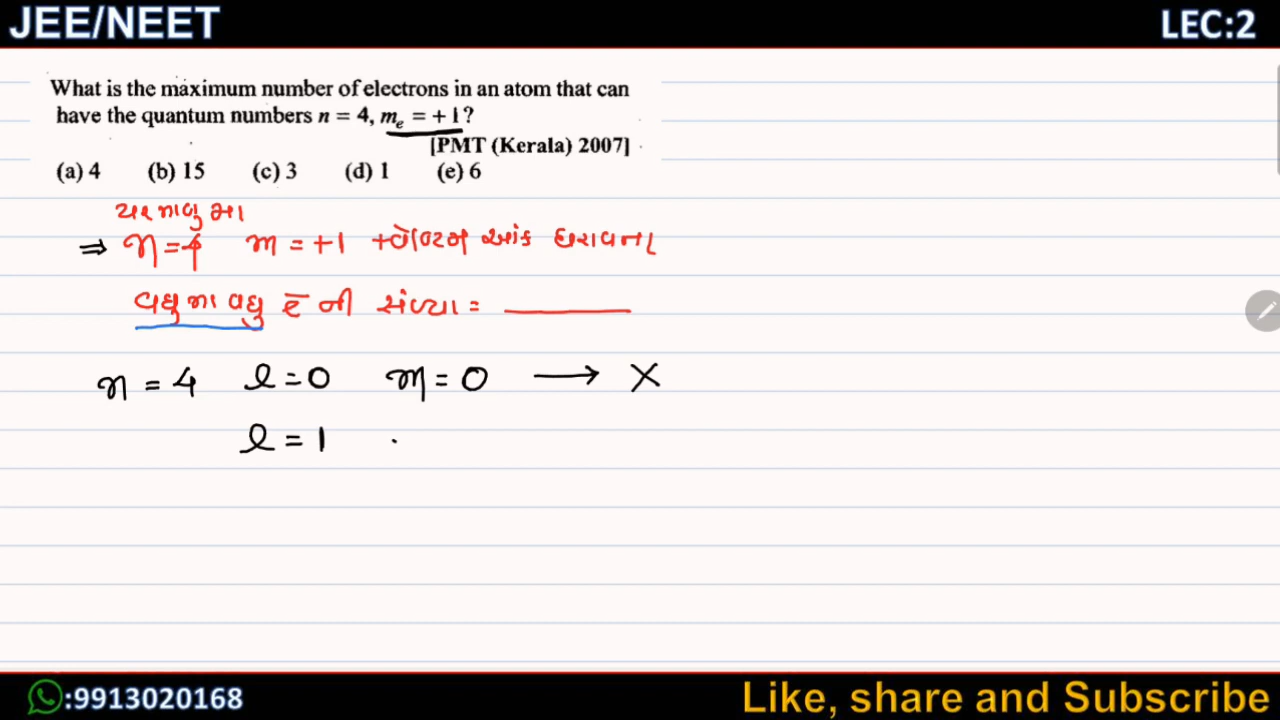 JEE/NEET
LEC:2
What is the maximum number of electrons in an atom that can
have the quantum numbers n = 4, mₑ = + 1?
[PMT (Kerala) 2007]
(a) 4 (b) 15 (c) 3 (d) 1 (e) 6
પરમાણુ માં
⇒ n = 4 m = +1 ક્વોન્ટમ આંક ધરાવતા
વધુમાં વધુ ē ની સંખ્યા = ______
n = 4 l = 0 m = 0 → X
l = 1
:9913020168
Like, share and Subscribe